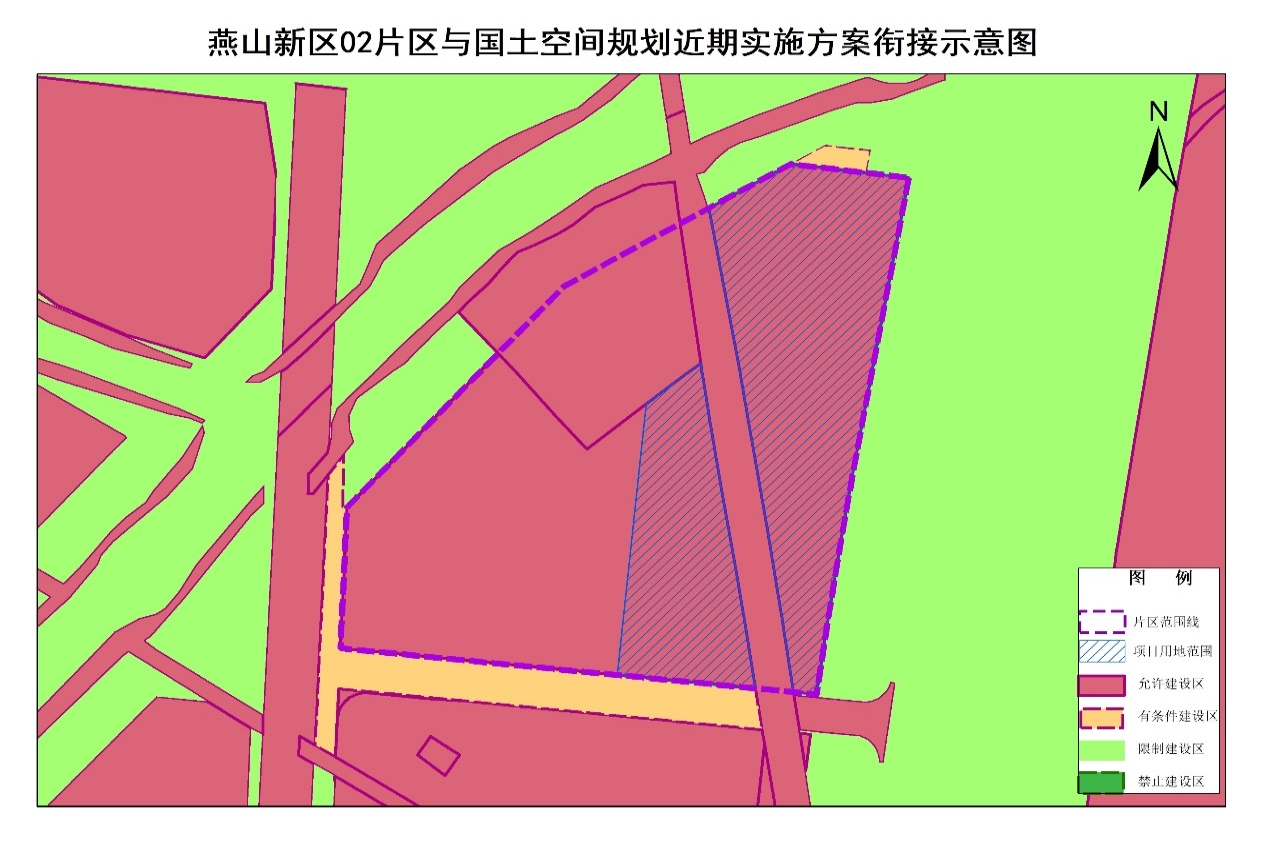 燕山新区02片区与国土空间规划近期实施方案衔接示意图
N
图 例
片区范围线
项目用地范围
允许建设区
有条件建设区
限制建设区
禁止建设区